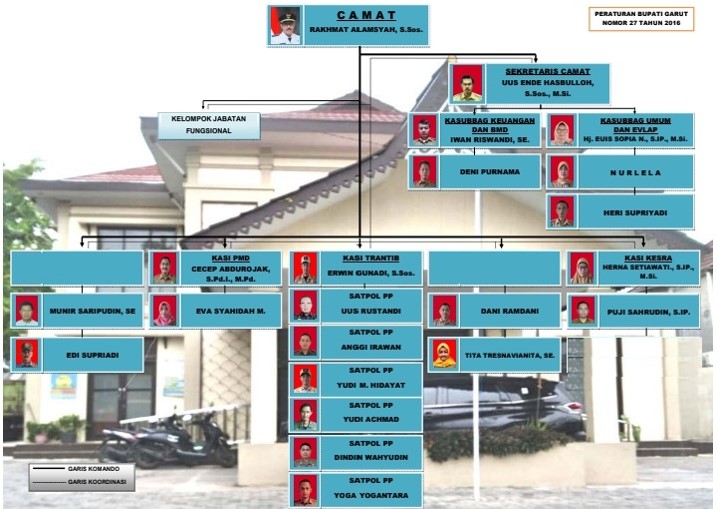 C A M A T
RAKHMAT ALAMSYAH, S.Sos.
PERATURAN BUPATI GARUT
NOMOR 27 TAHUN 2016
SEKRETARIS CAMAT
UUS ENDE HASBULLOH,
S.Sos., M.Si.
KELOMPOK JABATAN
FUNGSIONAL
KASUBBAG KEUANGAN
DAN BMD
IWAN RISWANDI, SE.
KASUBBAG UMUM
DAN EVLAP
Hj. EUIS SOPIA N., S.IP., M.Si.
DENI PURNAMA
N U R L E L A
HERI SUPRIYADI
KASI PMD
CECEP ABDUROJAK,
S.Pd.I., M.Pd.
KASI TRANTIB
ERWIN GUNADI, S.Sos.
KASI KESRA
HERNA SETIAWATI., S.IP.,
M.Si.
MUNIR SARIPUDIN, SE
EVA SYAHIDAH M.
SATPOL PP
UUS RUSTANDI
DANI RAMDANI
PUJI SAHRUDIN, S.IP.
EDI SUPRIADI
SATPOL PP
ANGGI IRAWAN
TITA TRESNAVIANITA, SE.
SATPOL PP
YUDI M. HIDAYAT
SATPOL PP
YUDI ACHMAD
SATPOL PP
DINDIN WAHYUDIN
SATPOL PP
YOGA YOGANTARA
GARIS KOMANDO
GARIS KOORDINASI